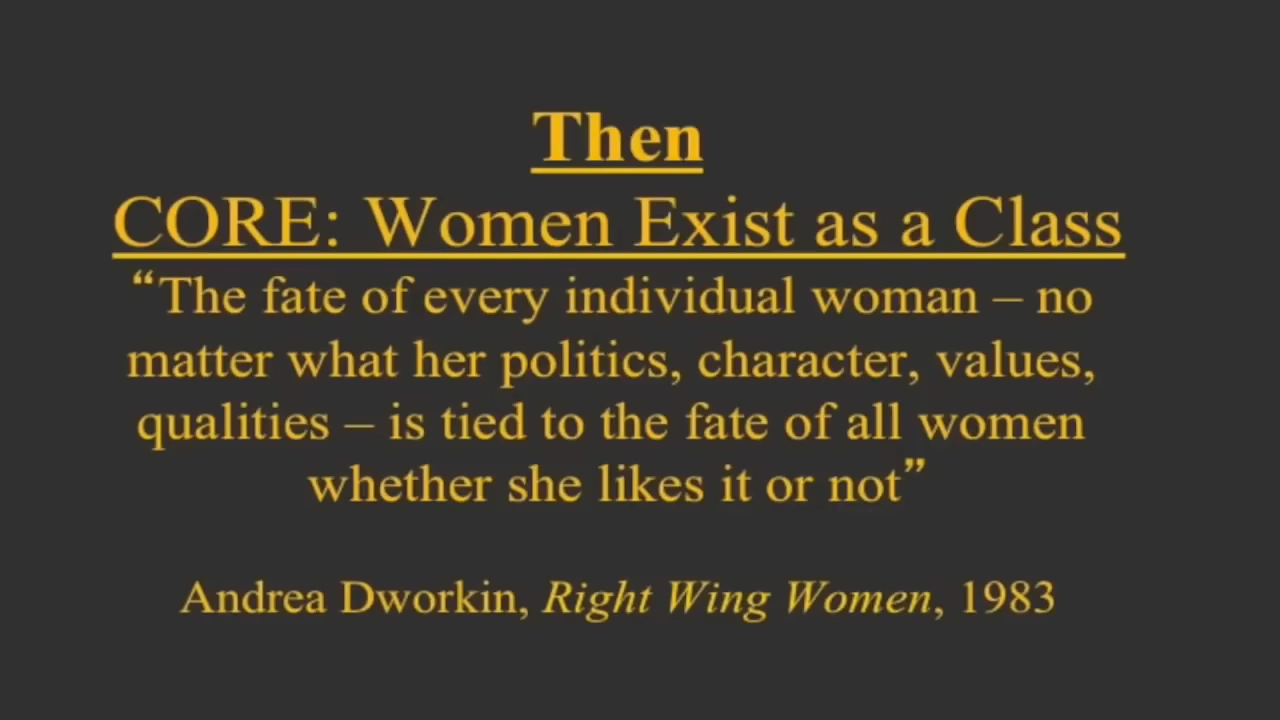 Then
CORE: Women Exist as a Class
“The fate of every individual woman – no
matter what her politics, character, values,
qualities – is tied to the fate of all women
whether she likes it or not”
Andrea Dworkin, Right Wing Women, 1983